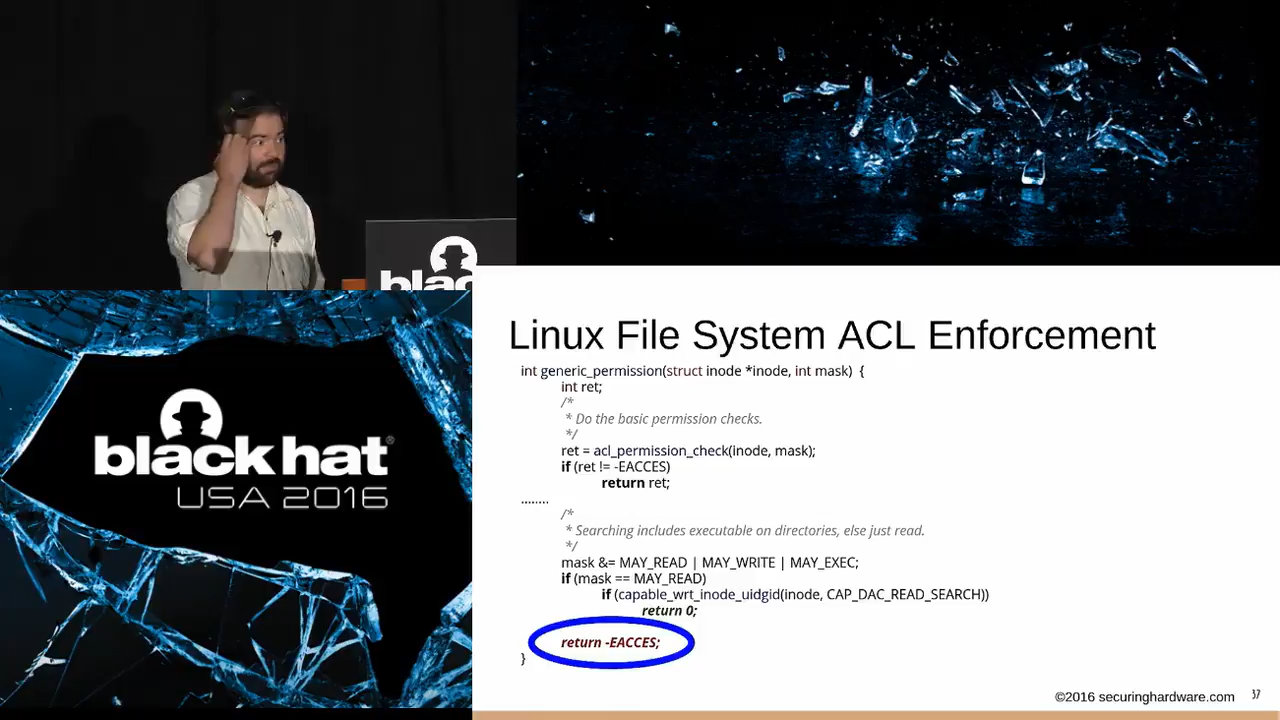 blac
black hat®
USA 2016
Linux File System ACL Enforcement
int generic_permission(struct inode *inode, int mask) {
int ret;
/*
* Do the basic permission checks.
*/
ret = acl_permission_check(inode, mask);
if (ret != -EACCES)
return ret;
........
/*
* Searching includes executable on directories, else just read.
*/
mask &= MAY_READ | MAY_WRITE | MAY_EXEC;
if (mask == MAY_READ)
if (capable_wrt_inode_uidgid(inode, CAP_DAC_READ_SEARCH))
return 0;
return -EACCES;
}
©2016 securinghardware.com 37